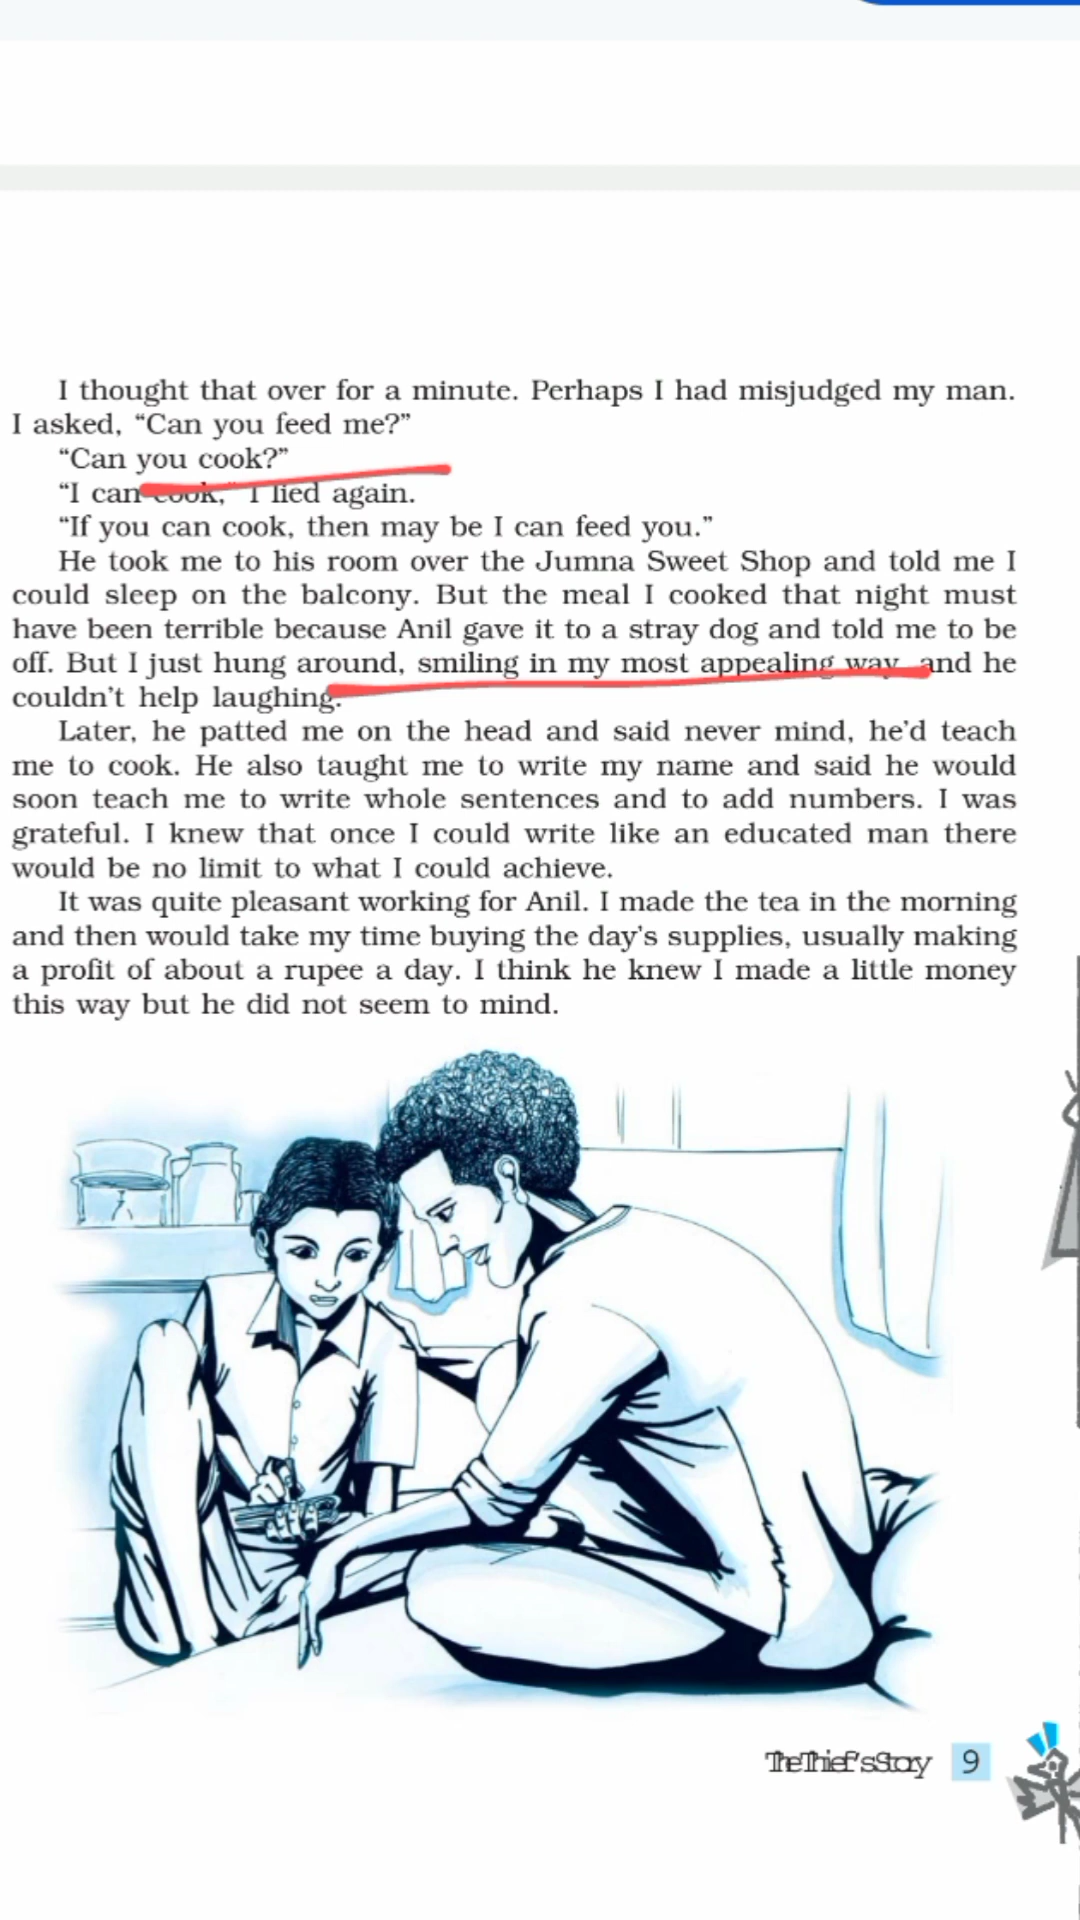 I thought that over for a minute. Perhaps I had misjudged my man.
I asked, “Can you feed me?”
“Can you cook?”
“I can cook,” I lied again.
“If you can cook, then may be I can feed you.”
He took me to his room over the Jumna Sweet Shop and told me I
could sleep on the balcony. But the meal I cooked that night must
have been terrible because Anil gave it to a stray dog and told me to be
off. But I just hung around, smiling in my most appealing way, and he
couldn’t help laughing.
Later, he patted me on the head and said never mind, he’d teach
me to cook. He also taught me to write my name and said he would
soon teach me to write whole sentences and to add numbers. I was
grateful. I knew that once I could write like an educated man there
would be no limit to what I could achieve.
It was quite pleasant working for Anil. I made the tea in the morning
and then would take my time buying the day’s supplies, usually making
a profit of about a rupee a day. I think he knew I made a little money
this way but he did not seem to mind.
The Thief’s Story 9